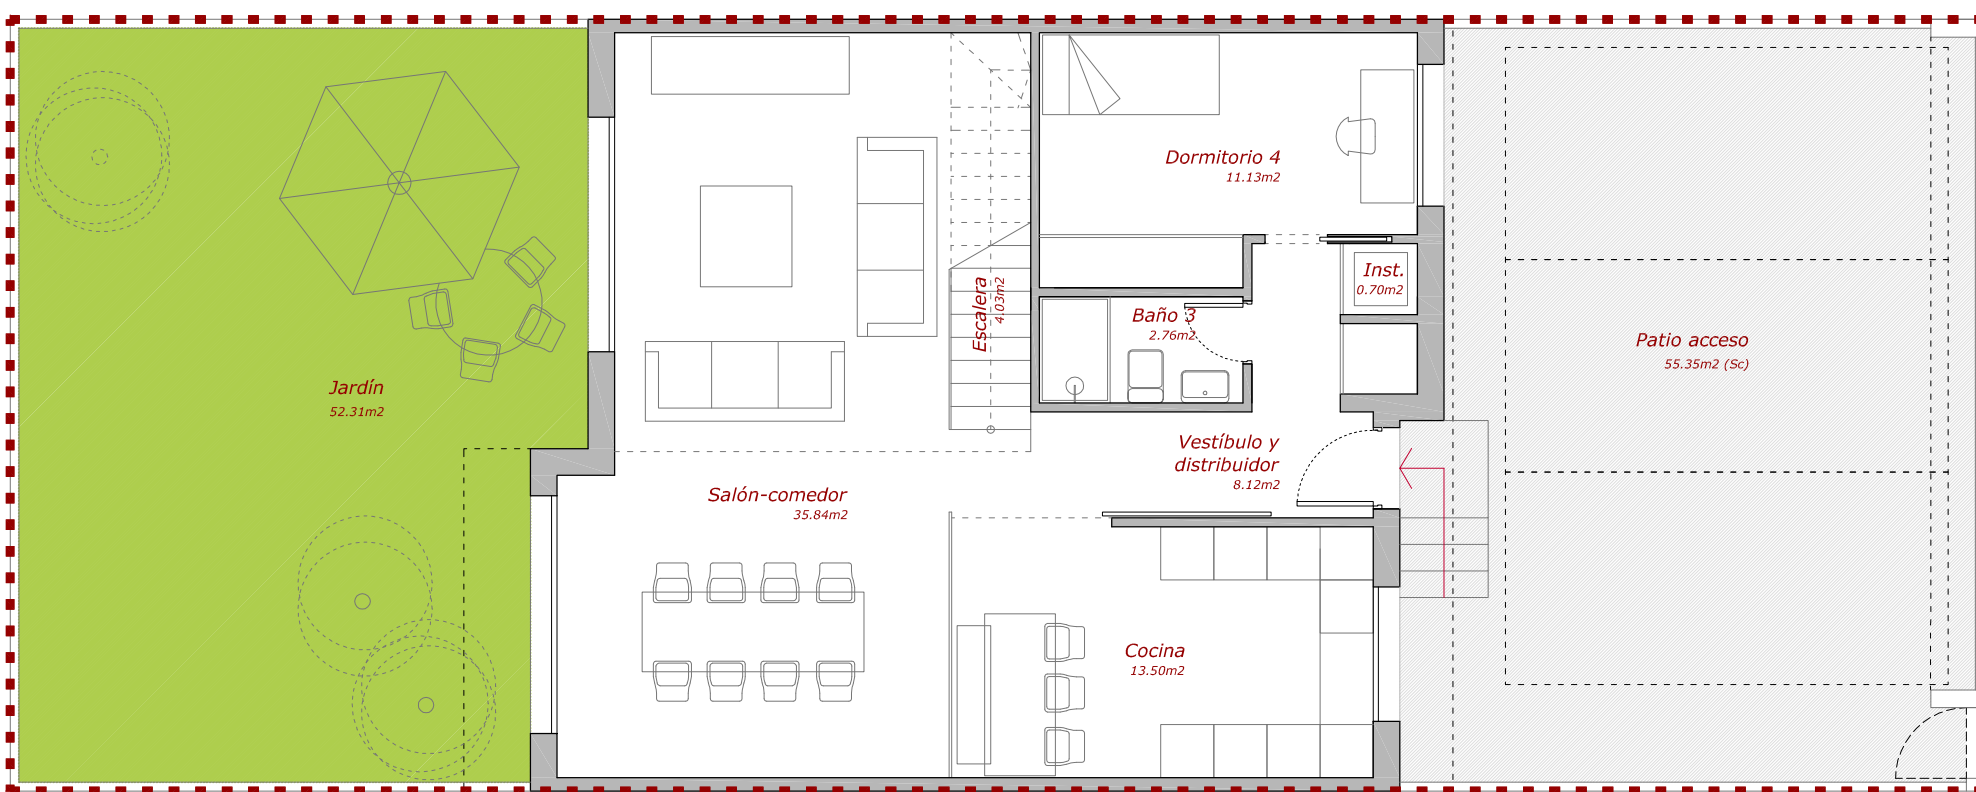 Dormitorio 4
11.13m2
Inst.
0.70m2
Escalera
4.03m2
Baño 3
2.76m2
Patio acceso
55.35m2 (Sc)
Jardín
52.31m2
Vestíbulo y
distribuidor
8.12m2
Salón-comedor
35.84m2
Cocina
13.50m2